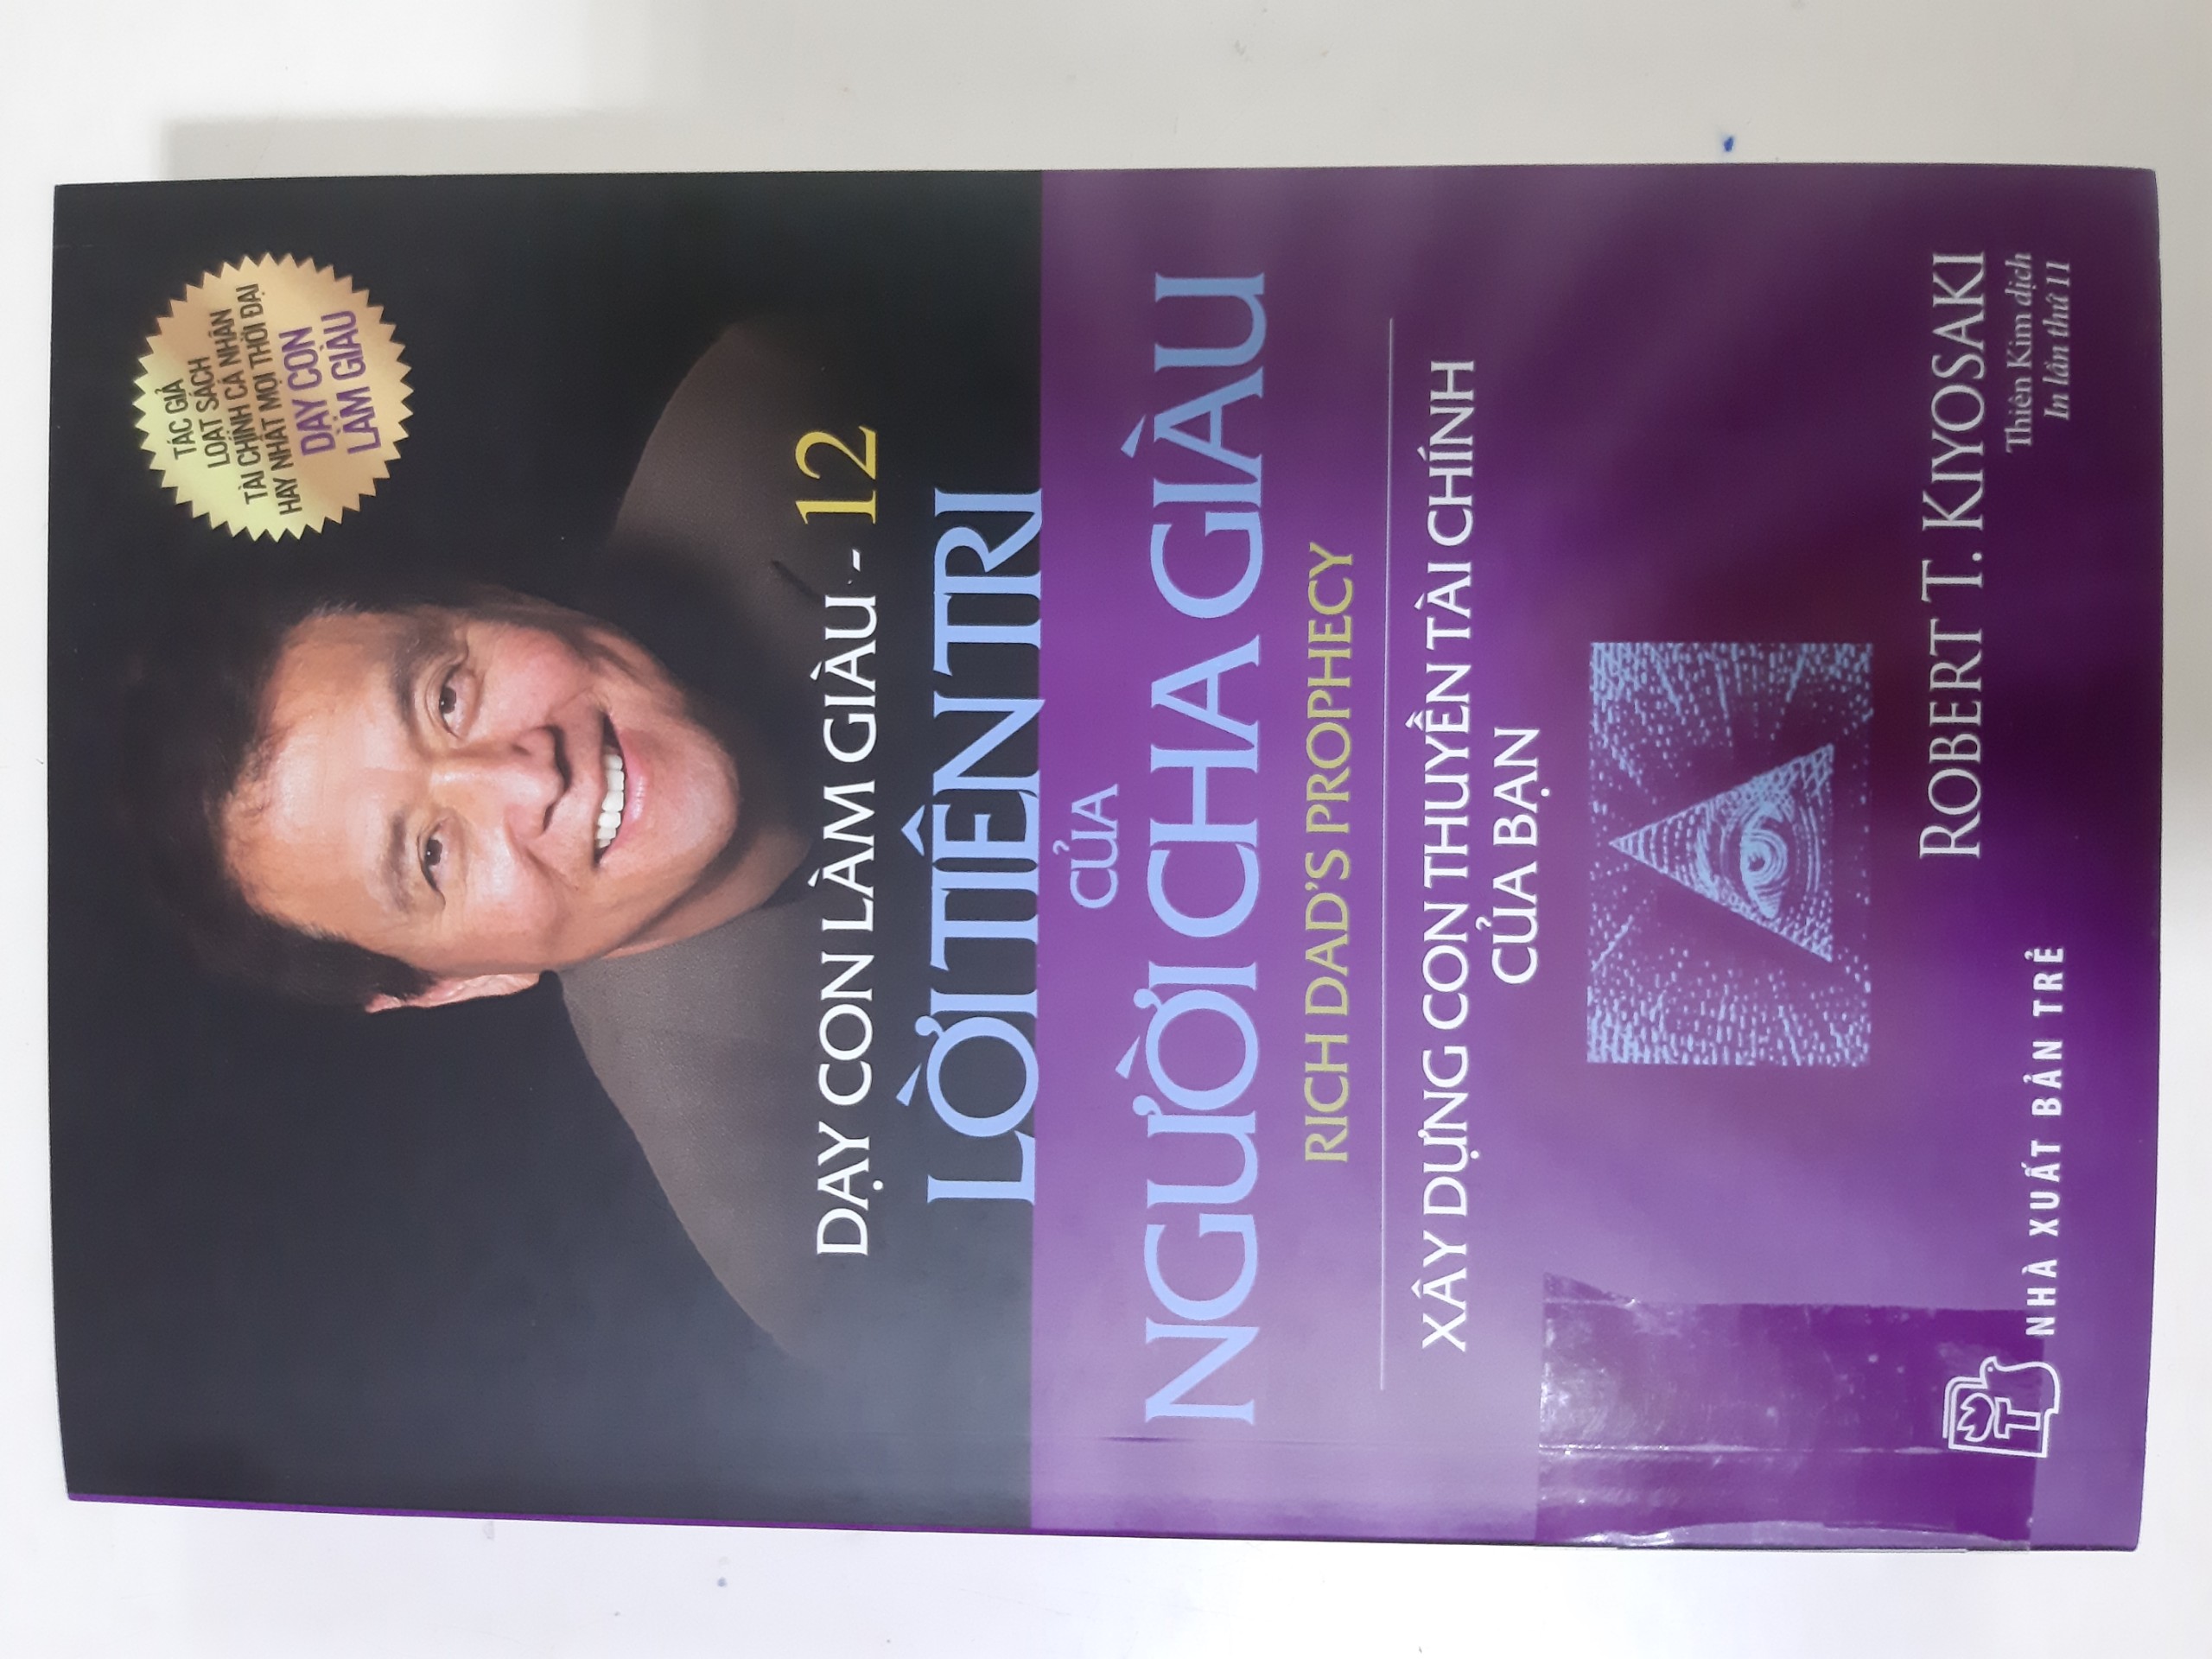 TÁC GIẢ
LOẠT SÁCH
TÀI CHÍNH CÁ NHÂN
HAY NHẤT MỌI THỜI ĐẠI
DẠY CON
LÀM GIÀU
DẠY CON LÀM GIÀU - 12
LỜI TIÊN TRI
CỦA
NGƯỜI CHA GIÀU
RICH DAD'S PROPHECY
XÂY DỰNG CON THUYỀN TÀI CHÍNH
CỦA BẠN
ROBERT T. KIYOSAKI
Thiên Kim dịch
In lần thứ 11
T
NHÀ XUẤT BẢN TRẺ